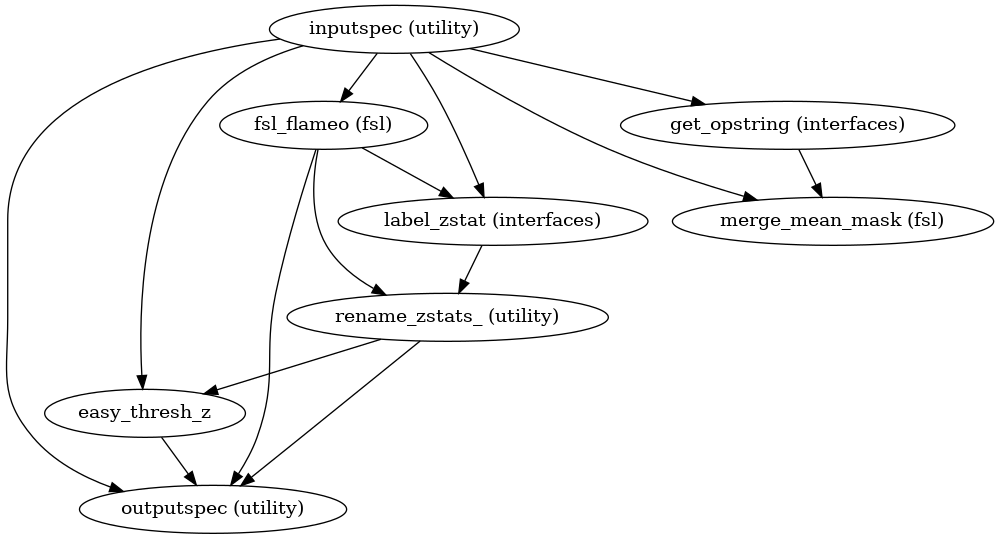 inputspec (utility)
fsl_flameo (fsl)
get_opstring (interfaces)
label_zstat (interfaces)
merge_mean_mask (fsl)
rename_zstats_ (utility)
easy_thresh_z
outputspec (utility)